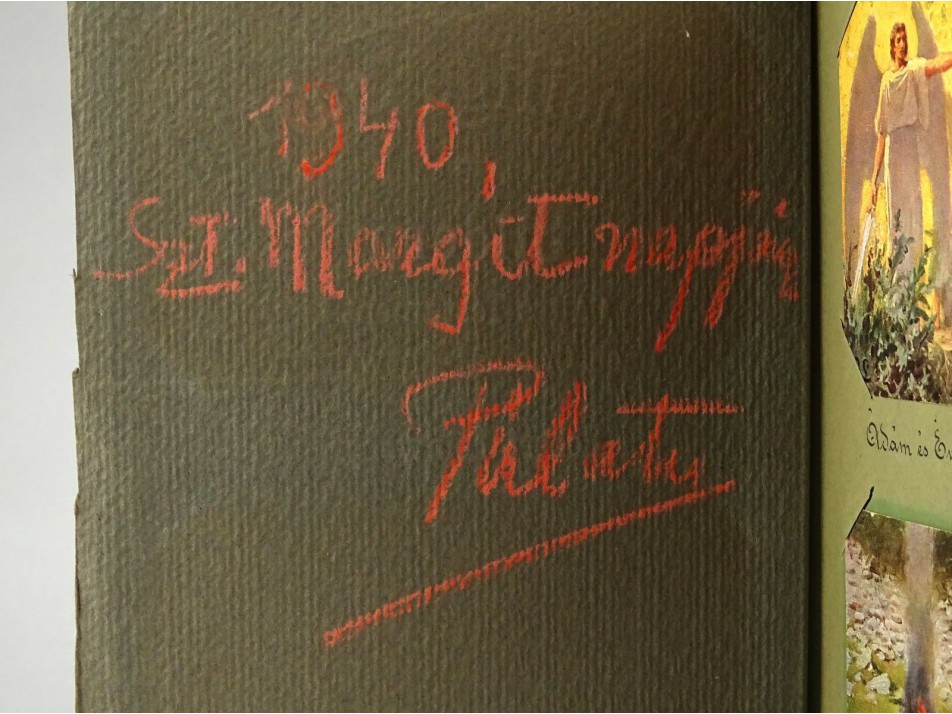 1940,
Szt. Margit napján
Ádám és